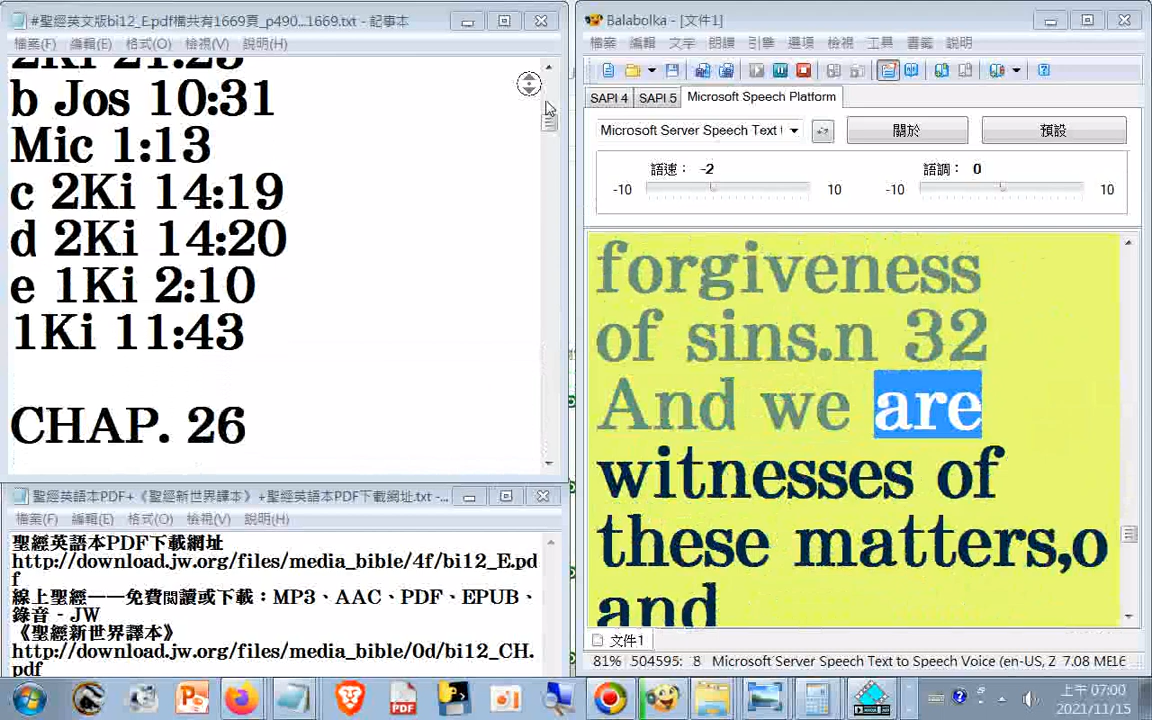 #聖經英文版bi12_E.pdf檔共有1669頁_p490...1669.txt - 記事本
檔案(F) 編輯(E) 格式(O) 檢視(V) 說明(H)
2Ki 21:23
b Jos 10:31
Mic 1:13
c 2Ki 14:19
d 2Ki 14:20
e 1Ki 2:10
1Ki 11:43
CHAP. 26
聖經英語本PDF+《聖經新世界譯本》+聖經英語本PDF下載網址.txt - ...
檔案(F) 編輯(E) 格式(O) 檢視(V) 說明(H)
聖經英語本PDF下載網址
http://download.jw.org/files/media_bible/4f/bi12_E.pd
f
線上聖經——免費閱讀或下載：MP3、AAC、PDF、EPUB、
錄音 - JW
《聖經新世界譯本》
http://download.jw.org/files/media_bible/0d/bi12_CH.
pdf
Balabolka - [文件1]
檔案 編輯 文字 朗讀 引擎 選項 檢視 工具 書籤 說明
SAPI 4 SAPI 5 Microsoft Speech Platform
Microsoft Server Speech Text 關於 預設
語速： -2 語調： 0
-10 10 -10 10
forgiveness
of sins.n 32
And we are
witnesses of
these matters,o
and
文件1
81% 504595: 8 Microsoft Server Speech Text to Speech Voice (en-US, Z 7.08 ME16
上午 07:00
2021/11/15